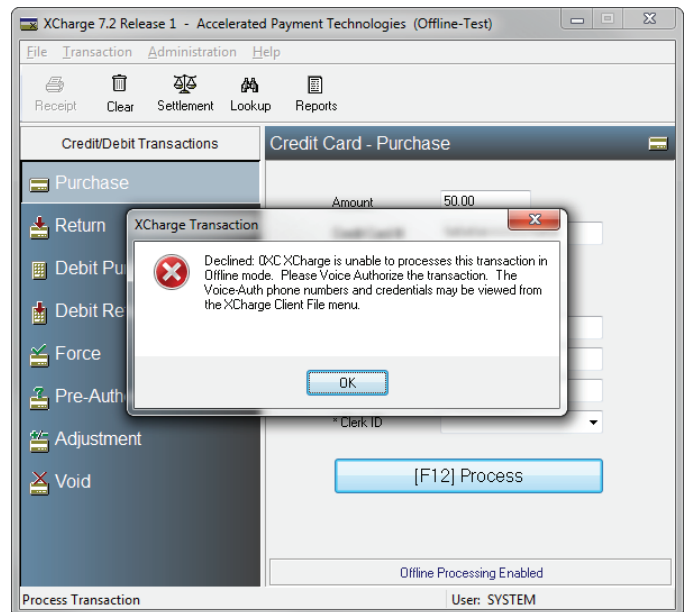 XCharge 7.2 Release 1 - Accelerated Payment Technologies (Offline-Test)
File Transaction Administration Help
Receipt Clear Settlement Lookup Reports
Credit/Debit Transactions
Credit Card - Purchase
Purchase
Amount 50.00
Return
XCharge Transaction
Declined: 0XC XCharge is unable to processes this transaction in
Offline mode. Please Voice Authorize the transaction. The
Voice-Auth phone numbers and credentials may be viewed from
the XCharge Client File menu.
OK
Debit Pu
Debit Re
Force
Pre-Auth
* Clerk ID
Adjustment
Void
[F12] Process
Offline Processing Enabled
Process Transaction User: SYSTEM